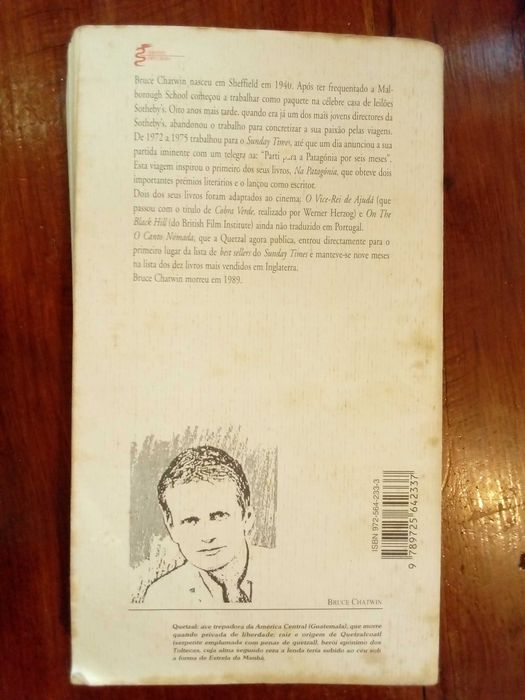 Bruce Chatwin nasceu em Sheffield em 1940. Após ter frequentado a Mal-
borough School começou a trabalhar como paquete na célebre casa de leilões
Sotheby's. Oito anos mais tarde, quando era já um dos mais jovens directores da
Sotheby's, abandonou o trabalho para concretizar a sua paixão pelas viagens.
De 1972 a 1975 trabalhou para o Sunday Times, até que um dia anunciou a sua
partida iminente com um telegra na: "Parti para a Patagónia por seis meses".
Esta viagem inspirou o primeiro dos seus livros, Na Patagónia, que obteve dois
importantes prémios literários e o lançou como escritor.
Dois dos seus livros foram adaptados ao cinema: O Vice-Rei de Ajudá (que
passou com o título de Cobra Verde, realizado por Werner Herzog) e On The
Black Hill (do British Film Institute) ainda não traduzido em Portugal.
O Canto Nómada, que a Quetzal agora publica, entrou directamente para o
primeiro lugar da lista de best sellers do Sunday Times e manteve-se nove meses
na lista dos dez livros mais vendidos em Inglaterra.
Bruce Chatwin morreu em 1989.
ISBN 972-564-233-3
9 789725 642337
BRUCE CHATWIN
Quetzal: ave trepadora da América Central (Guatemala), que morre
quando privada de liberdade; raiz e origem de Quetzalcoatl
(serpente emplumada com penas de quetzal), herói epónimo dos
Toltecas, cuja alma segundo reza a lenda teria subido ao céu sob
a forma de Estrela da Manhã.